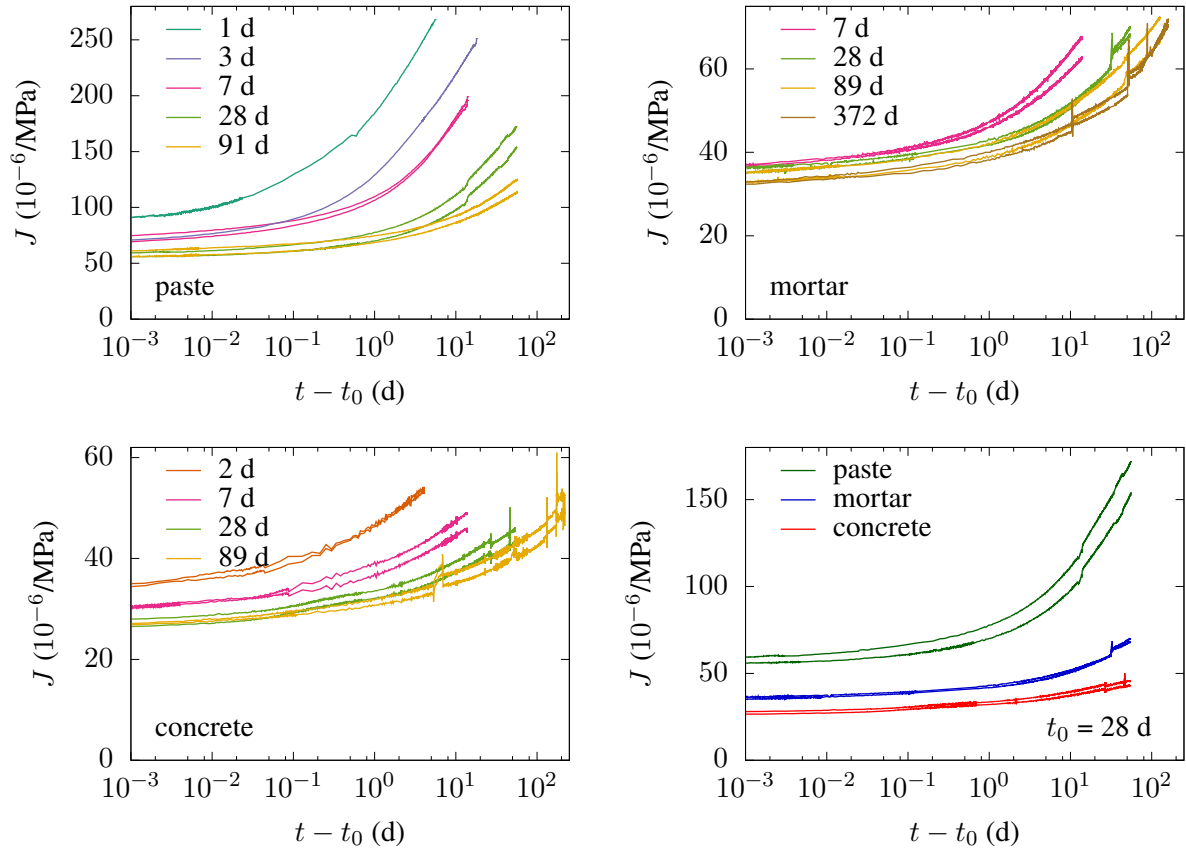 J (10⁻⁶/MPa)
250
200
150
100
50
0
1 d
3 d
7 d
28 d
91 d
paste
10⁻³ 10⁻² 10⁻¹ 10⁰ 10¹ 10²
t − t₀ (d)
J (10⁻⁶/MPa)
60
40
20
0
7 d
28 d
89 d
372 d
mortar
10⁻³ 10⁻² 10⁻¹ 10⁰ 10¹ 10²
t − t₀ (d)
J (10⁻⁶/MPa)
60
40
20
0
2 d
7 d
28 d
89 d
concrete
10⁻³ 10⁻² 10⁻¹ 10⁰ 10¹ 10²
t − t₀ (d)
J (10⁻⁶/MPa)
150
100
50
0
paste
mortar
concrete
t₀ = 28 d
10⁻³ 10⁻² 10⁻¹ 10⁰ 10¹ 10²
t − t₀ (d)